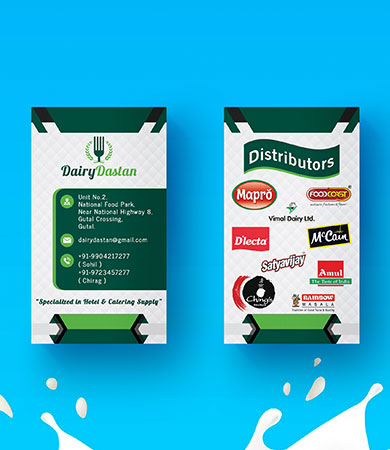 DairyDastan
Unit No.2.
National Food Park,
Near National Highway 8,
Gutal Crossing,
Gutal.
dairydastan@gmail.com
+91-9904217277
( Sohil )
+91-9723457277
( Chirag )
"Specialized in Hotel & Catering Supply"
Distributors
Mapro
FOODCOAST
Vimal Dairy Ltd.
D'lecta
McCain
Satyavijay
Amul
The Taste of India
Ching's
RAINBOW
MASALA